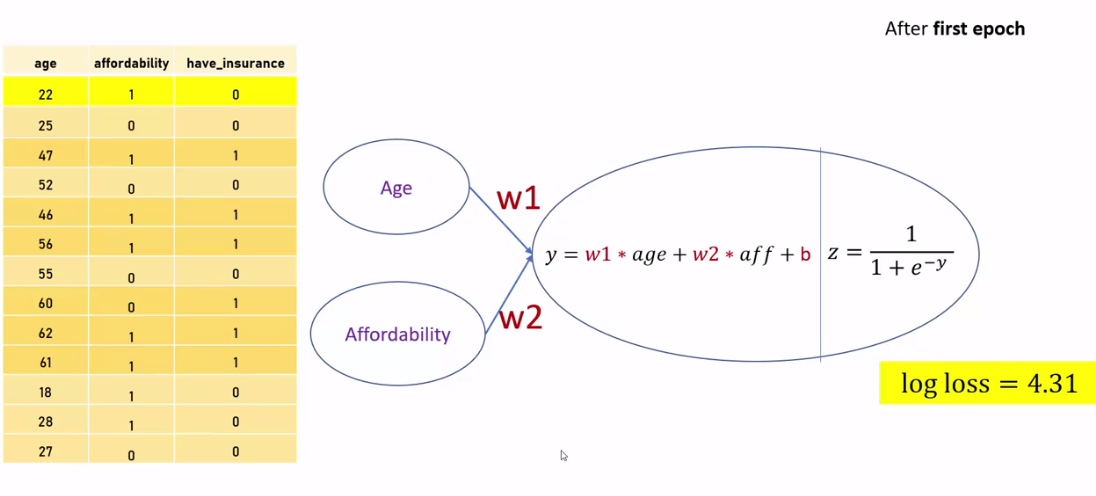 After first epoch
age affordability have_insurance
22 1 0
25 0 0
47 1 1
52 0 0
46 1 1
56 1 1
55 0 0
60 0 1
62 1 1
61 1 1
18 1 0
28 1 0
27 0 0
Age
w1
y = w1 * age + w2 * aff + b
z = 1 / (1 + e^{-y})
w2
Affordability
log loss = 4.31